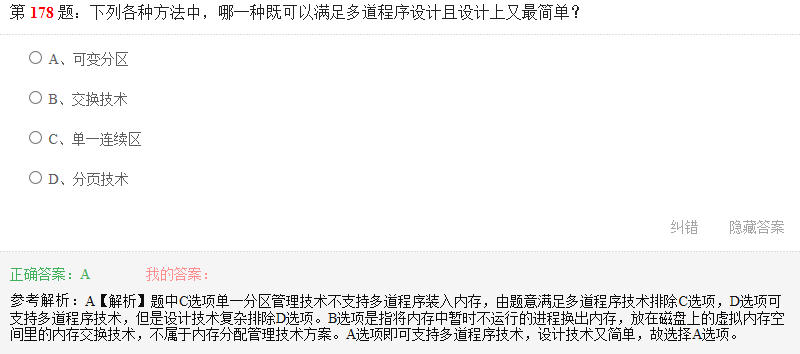 第 178 题：下列各种方法中，哪一种既可以满足多道程序设计且设计上又最简单？
A、可变分区
B、交换技术
C、单一连续区
D、分页技术
纠错 隐藏答案
正确答案：A 我的答案：
参考解析：A【解析】题中C选项单一分区管理技术不支持多道程序装入内存，由题意满足多道程序技术排除C选项，D选项可
支持多道程序技术，但是设计技术复杂排除D选项。B选项是指将内存中暂时不运行的进程换出内存，放在磁盘上的虚拟内存空
间里的内存交换技术，不属于内存分配管理技术方案。A选项即可支持多道程序技术，设计技术又简单，故选择A选项。